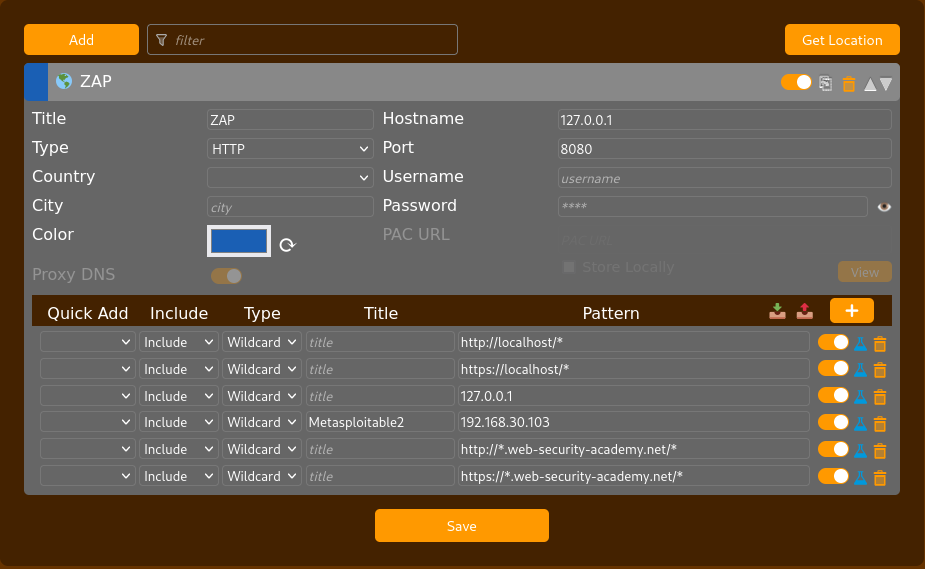 Add filter Get Location
ZAP
Title ZAP Hostname 127.0.0.1
Type HTTP Port 8080
Country Username username
City city Password ****
Color PAC URL PAC URL
Proxy DNS Store Locally View
Quick Add Include Type Title Pattern +
Include Wildcard title http://localhost/*
Include Wildcard title https://localhost/*
Include Wildcard title 127.0.0.1
Include Wildcard Metasploitable2 192.168.30.103
Include Wildcard title http://*.web-security-academy.net/*
Include Wildcard title https://*.web-security-academy.net/*
Save